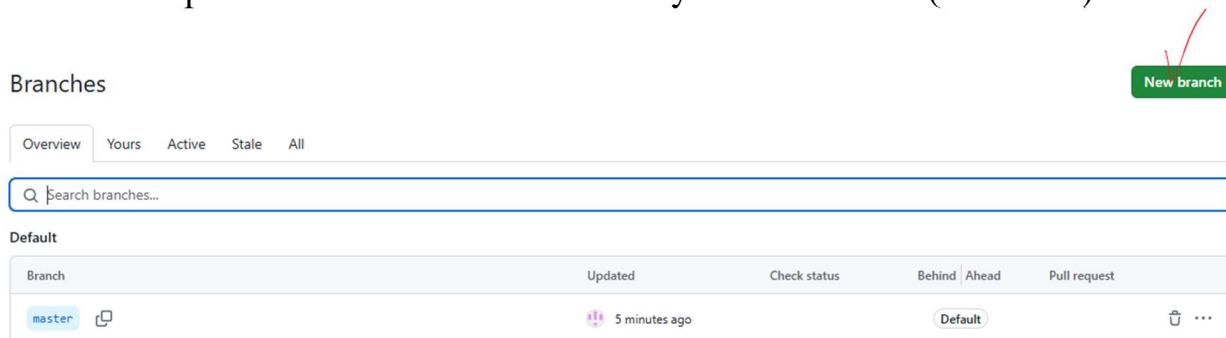 Branches
New branch
Overview Yours Active Stale All
Search branches...
Default
Branch Updated Check status Behind Ahead Pull request
master 5 minutes ago Default